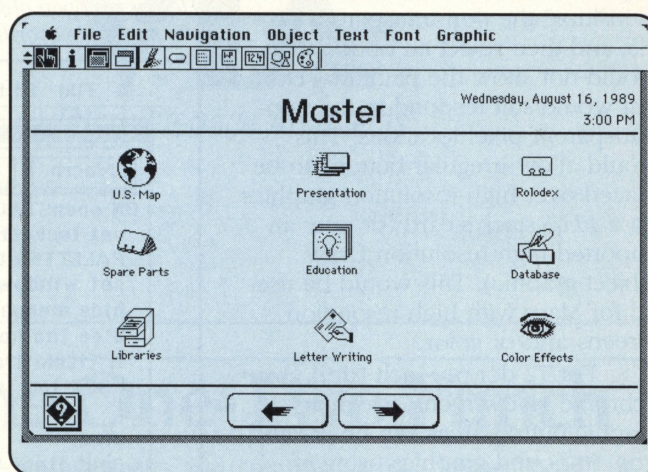 File Edit Navigation Object Text Font Graphic
Master
Wednesday, August 16, 1989
3:00 PM
U.S. Map
Presentation
Rolodex
Spare Parts
Education
Database
Libraries
Letter Writing
Color Effects